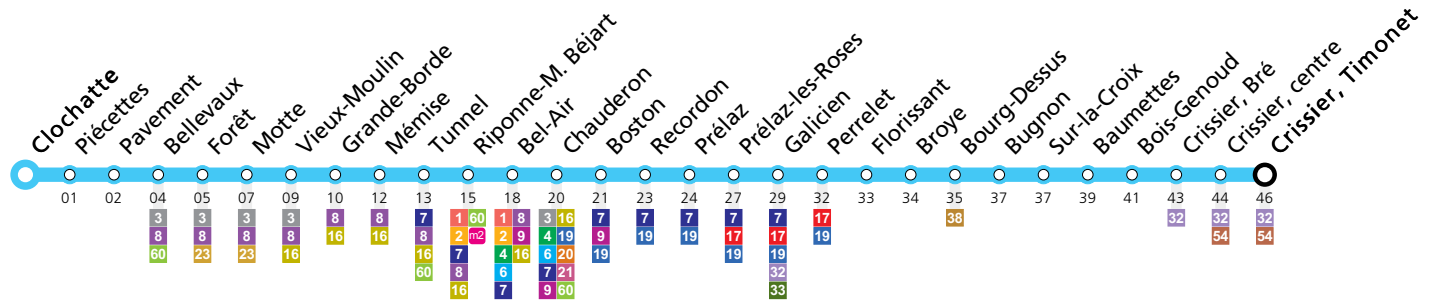 Clochatte
Piécettes
Pavement
Bellevaux
Forêt
Motte
Vieux-Moulin
Grande-Borde
Mémise
Tunnel
Riponne-M. Béjart
Bel-Air
Chauderon
Boston
Recordon
Prélaz
Prélaz-les-Roses
Galicien
Perrelet
Florissant
Broye
Bourg-Dessus
Bugnon
Sur-la-Croix
Baumettes
Bois-Genoud
Crissier, Bré
Crissier, centre
Crissier, Timonet
01 02 04 05 07 09 10 12 13 15 18 20 21 23 24 27 29 32 33 34 35 37 37 39 41 43 44 46
3 3 3 3 8 8 7 1 60 1 8 3 16 7 7 7 7 7 17 38 32 32 32
8 8 8 8 16 16 8 2 m2 2 9 4 19 9 19 19 17 17 19 54 54
60 23 23 16 16 7 4 16 6 20 19 19 19
60 8 6 7 21 32
16 7 9 60 33